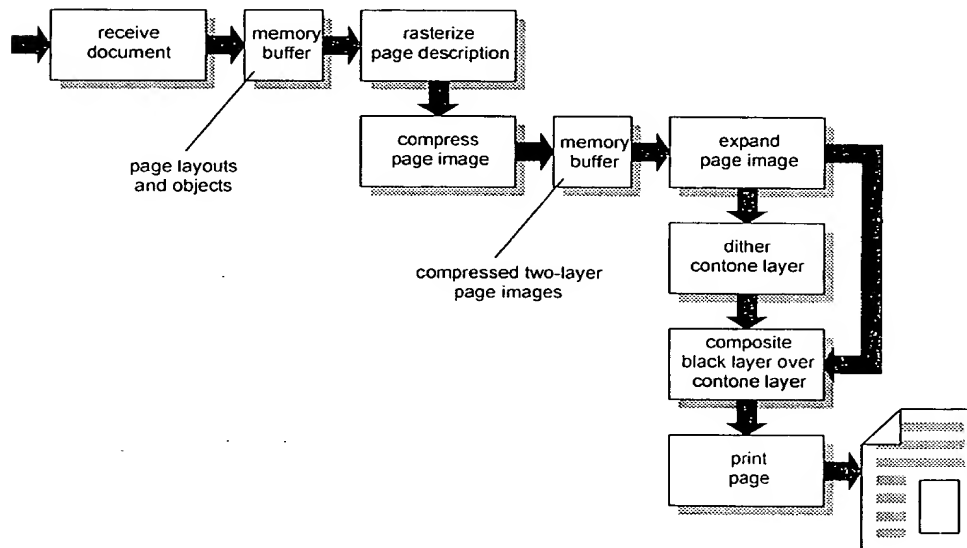 receive
document
memory
buffer
rasterize
page description
page layouts
and objects
compress
page image
memory
buffer
expand
page image
compressed two-layer
page images
dither
contone layer
composite
black layer over
contone layer
print
page